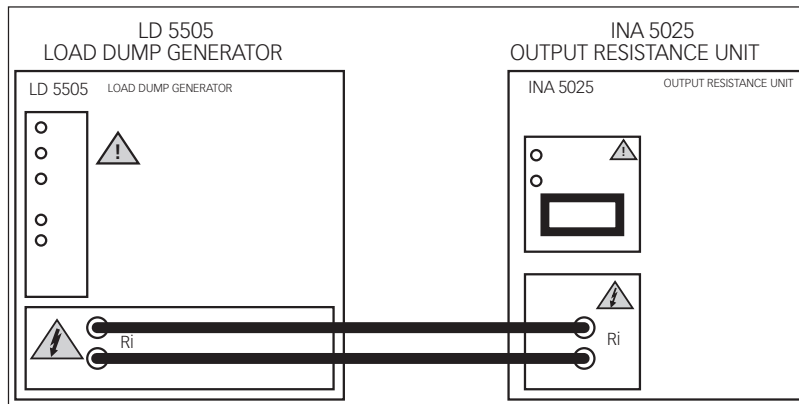 LD 5505
LOAD DUMP GENERATOR
INA 5025
OUTPUT RESISTANCE UNIT
LD 5505 LOAD DUMP GENERATOR
!
Ri
INA 5025 OUTPUT RESISTANCE UNIT
!
Ri